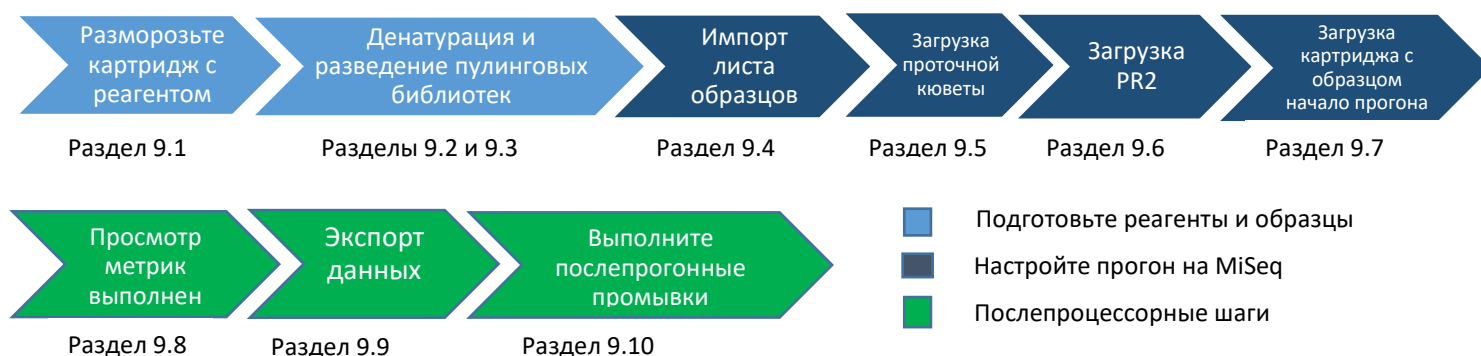 Разморозьте
картридж с
реагентом
Денатурация и
разведение пулинговых
библиотек
Импорт
листа
образцов
Загрузка
проточной
кюветы
Загрузка
PR2
Загрузка
картриджа с
образцом
начало прогона
Раздел 9.1
Разделы 9.2 и 9.3
Раздел 9.4
Раздел 9.5
Раздел 9.6
Раздел 9.7
Просмотр
метрик
выполнен
Экспорт
данных
Выполните
послепрогонные
промывки
Раздел 9.8
Раздел 9.9
Раздел 9.10
Подготовьте реагенты и образцы
Настройте прогон на MiSeq
Послепроцессорные шаги